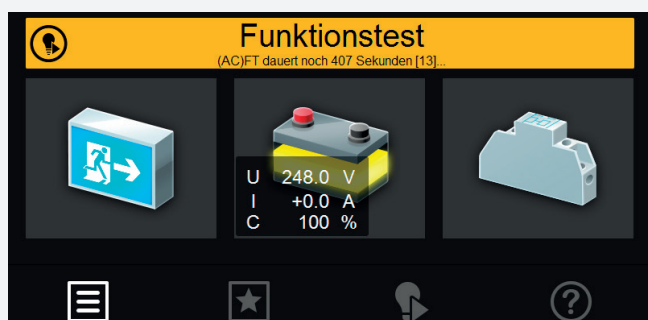 Funktionstest
(AC)FT dauert noch 407 Sekunden [13]...
U 248.0 V
I +0.0 A
C 100 %
?